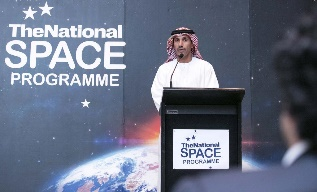 TheNational
SPACE
PROGRAMME
TheNational
SPACE
PROGRAMME